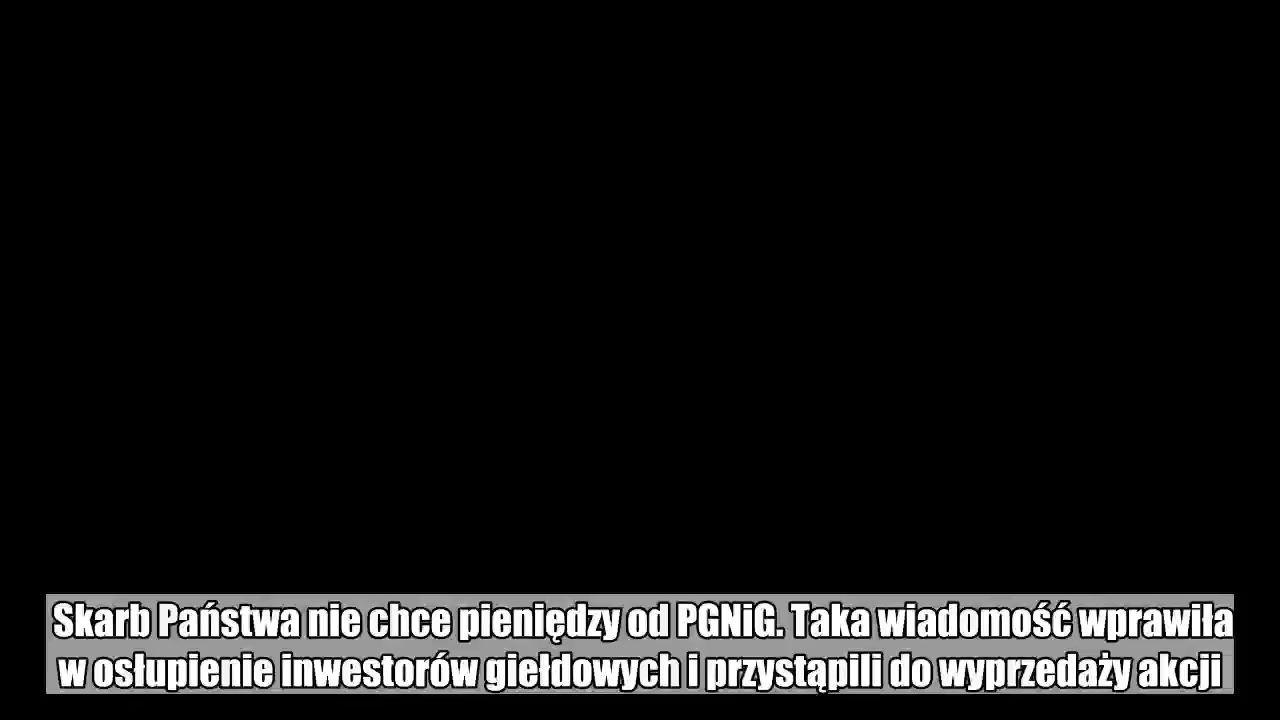 Skarb Państwa nie chce pieniędzy od PGNiG. Taka wiadomość wprawiła
w osłupienie inwestorów giełdowych i przystąpili do wyprzedaży akcji